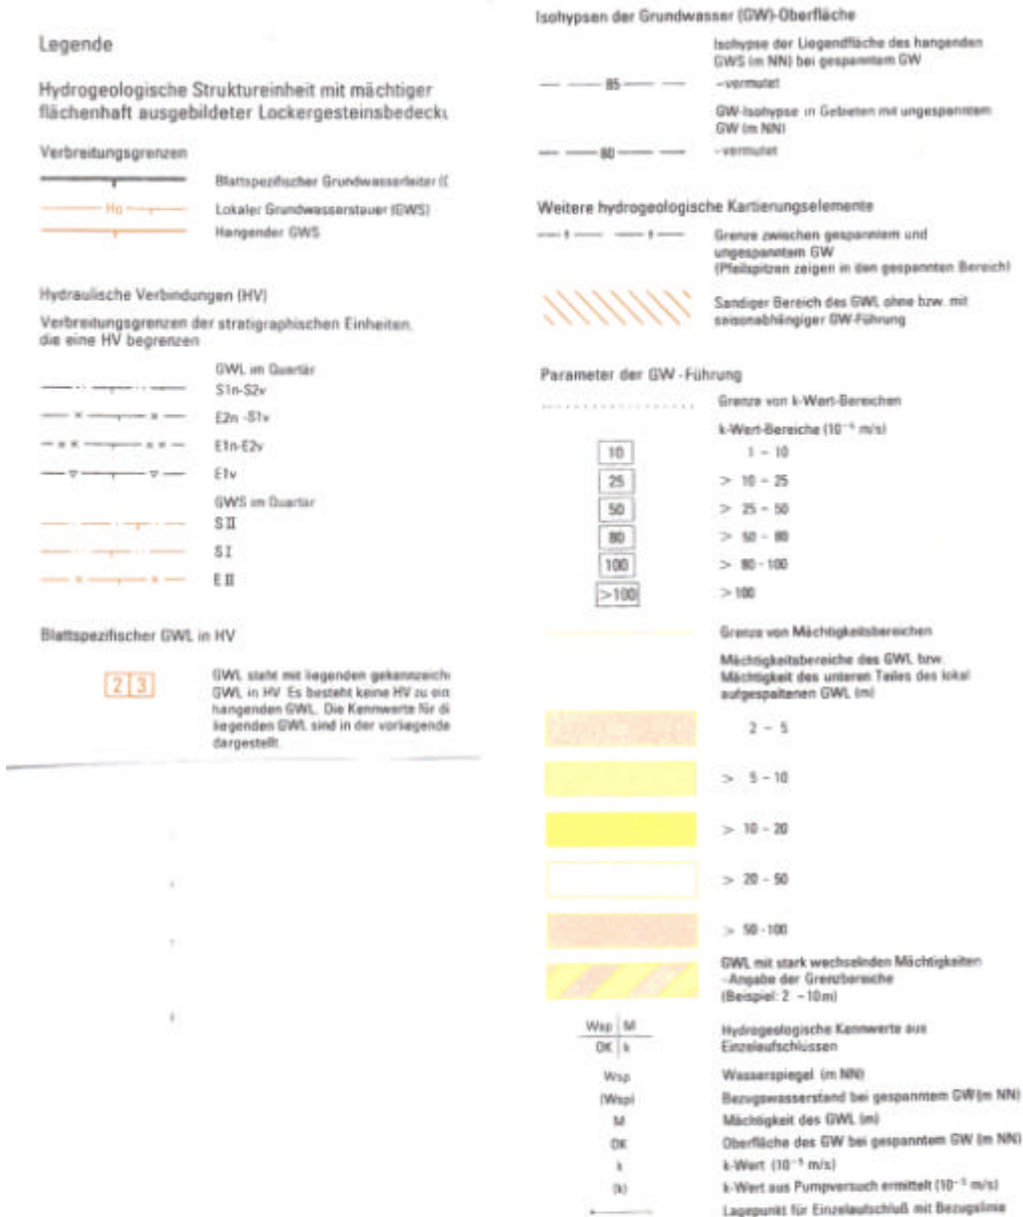 Legende
Hydrogeologische Struktureinheit mit mächtiger
flächenhaft ausgebildeter Lockergesteinsbedeckı
Verbreitungsgrenzen
Blattspezifischer Grundwasserleiter (C
Ho
Lokaler Grundwasserstauer (GWS)
Hangender GWS
Hydraulische Verbindungen (HV)
Verbreitungsgrenzen der stratigraphischen Einheiten,
die eine HV begrenzen
GWL im Quartär
S1n-S2v
E2n -S1v
E1n-E2v
E1v
GWS im Quartär
S II
S I
E II
Blattspezifischer GWL in HV
2 3
GWL steht mit liegenden gekennzeich
GWL in HV. Es besteht keine HV zu ein
hangenden GWL. Die Kennwerte für di
liegenden GWL sind in der vorliegende
dargestellt.
Isohypsen der Grundwasser (GW)-Oberfläche
Isohypse der Liegendfläche des hangenden
GWS (m NN) bei gespanntem GW
85
-vermutet
GW-Isohypse in Gebieten mit ungespanntem
GW (m NN)
80
-vermutet
Weitere hydrogeologische Kartierungselemente
Grenze zwischen gespanntem und
ungespanntem GW
(Pfeilspitzen zeigen in den gespannten Bereich)
Sandiger Bereich des GWL ohne bzw. mit
saisonabhängiger GW-Führung
Parameter der GW-Führung
Grenze von k-Wert-Bereichen
k-Wert-Bereiche (10⁻⁵ m/s)
10 1 - 10
25 > 10 - 25
50 > 25 - 50
80 > 50 - 80
100 > 80 - 100
>100 > 100
Grenze von Mächtigkeitsbereichen
Mächtigkeitsbereiche des GWL bzw.
Mächtigkeit des unteren Teiles des lokal
aufgespaltenen GWL (m)
2 - 5
> 5 - 10
> 10 - 20
> 20 - 50
> 50 - 100
GWL mit stark wechselnden Mächtigkeiten
-Angabe der Grenzbereiche
(Beispiel: 2 - 10m)
Wsp M
OK k
Hydrogeologische Kennwerte aus
Einzelaufschlüssen
Wsp Wasserspiegel (m NN)
(Wsp) Bezugswasserstand bei gespanntem GW (m NN)
M Mächtigkeit des GWL (m)
OK Oberfläche des GW bei gespanntem GW (m NN)
k k-Wert (10⁻⁵ m/s)
(k) k-Wert aus Pumpversuch ermittelt (10⁻⁵ m/s)
Lagepunkt für Einzelaufschluß mit Bezugslinie